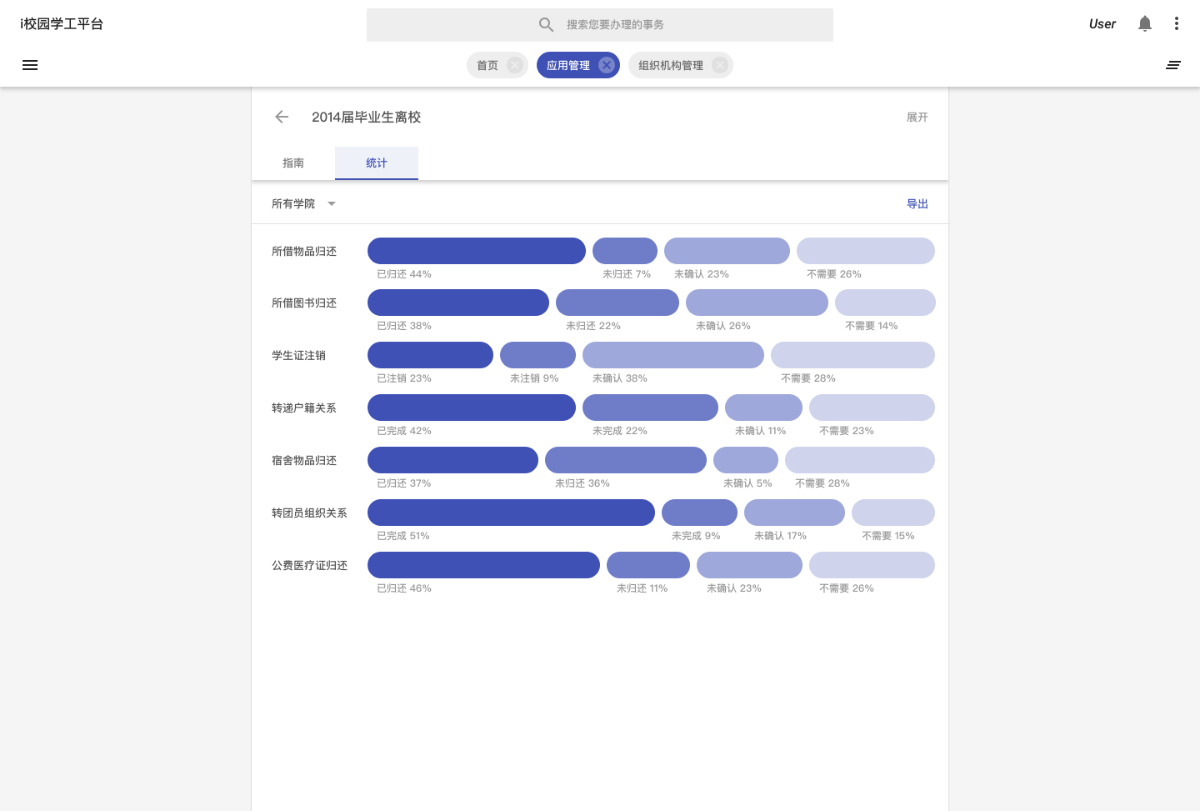 i校园学工平台
搜索您要办理的事务
User
首页
应用管理
组织机构管理
2014届毕业生离校
展开
指南
统计
所有学院
导出
所借物品归还
已归还 44%
未归还 7%
未确认 23%
不需要 26%
所借图书归还
已归还 38%
未归还 22%
未确认 26%
不需要 14%
学生证注销
已注销 23%
未注销 9%
未确认 38%
不需要 28%
转递户籍关系
已完成 42%
未完成 22%
未确认 11%
不需要 23%
宿舍物品归还
已归还 37%
未归还 36%
未确认 5%
不需要 28%
转团员组织关系
已完成 51%
未完成 9%
未确认 17%
不需要 15%
公费医疗证归还
已归还 46%
未归还 11%
未确认 23%
不需要 26%